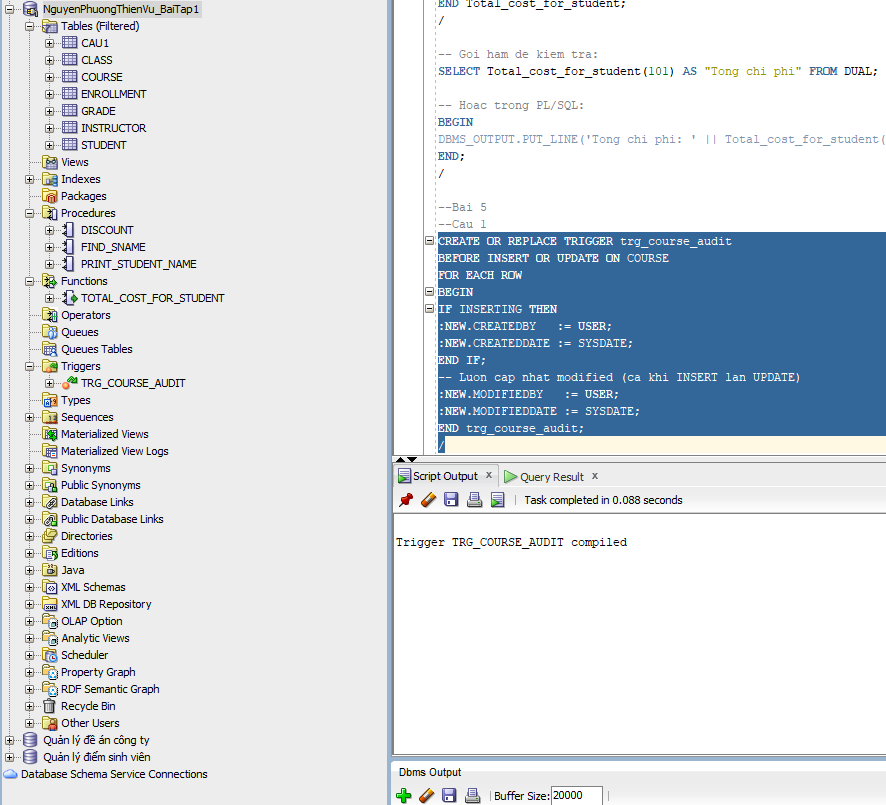 NguyenPhuongThienVu_BaiTap1
Tables (Filtered)
CAU1
CLASS
COURSE
ENROLLMENT
GRADE
INSTRUCTOR
STUDENT
Views
Indexes
Packages
Procedures
DISCOUNT
FIND_SNAME
PRINT_STUDENT_NAME
Functions
TOTAL_COST_FOR_STUDENT
Operators
Queues
Queues Tables
Triggers
TRG_COURSE_AUDIT
Types
Sequences
Materialized Views
Materialized View Logs
Synonyms
Public Synonyms
Database Links
Public Database Links
Directories
Editions
Java
XML Schemas
XML DB Repository
OLAP Option
Analytic Views
Scheduler
Property Graph
RDF Semantic Graph
Recycle Bin
Other Users
Quản lý đề án công ty
Quản lý điểm sinh viên
Database Schema Service Connections
END Total_cost_for_student;
/
-- Goi ham de kiem tra:
SELECT Total_cost_for_student(101) AS "Tong chi phi" FROM DUAL;
-- Hoac trong PL/SQL:
BEGIN
DBMS_OUTPUT.PUT_LINE('Tong chi phi: ' || Total_cost_for_student(
END;
/
--Bai 5
--Cau 1
CREATE OR REPLACE TRIGGER trg_course_audit
BEFORE INSERT OR UPDATE ON COURSE
FOR EACH ROW
BEGIN
IF INSERTING THEN
:NEW.CREATEDBY   := USER;
:NEW.CREATEDDATE := SYSDATE;
END IF;
-- Luon cap nhat modified (ca khi INSERT lan UPDATE)
:NEW.MODIFIEDBY   := USER;
:NEW.MODIFIEDDATE := SYSDATE;
END trg_course_audit;
/
Script Output x Query Result x
Task completed in 0.088 seconds
Trigger TRG_COURSE_AUDIT compiled
Dbms Output
Buffer Size: 20000